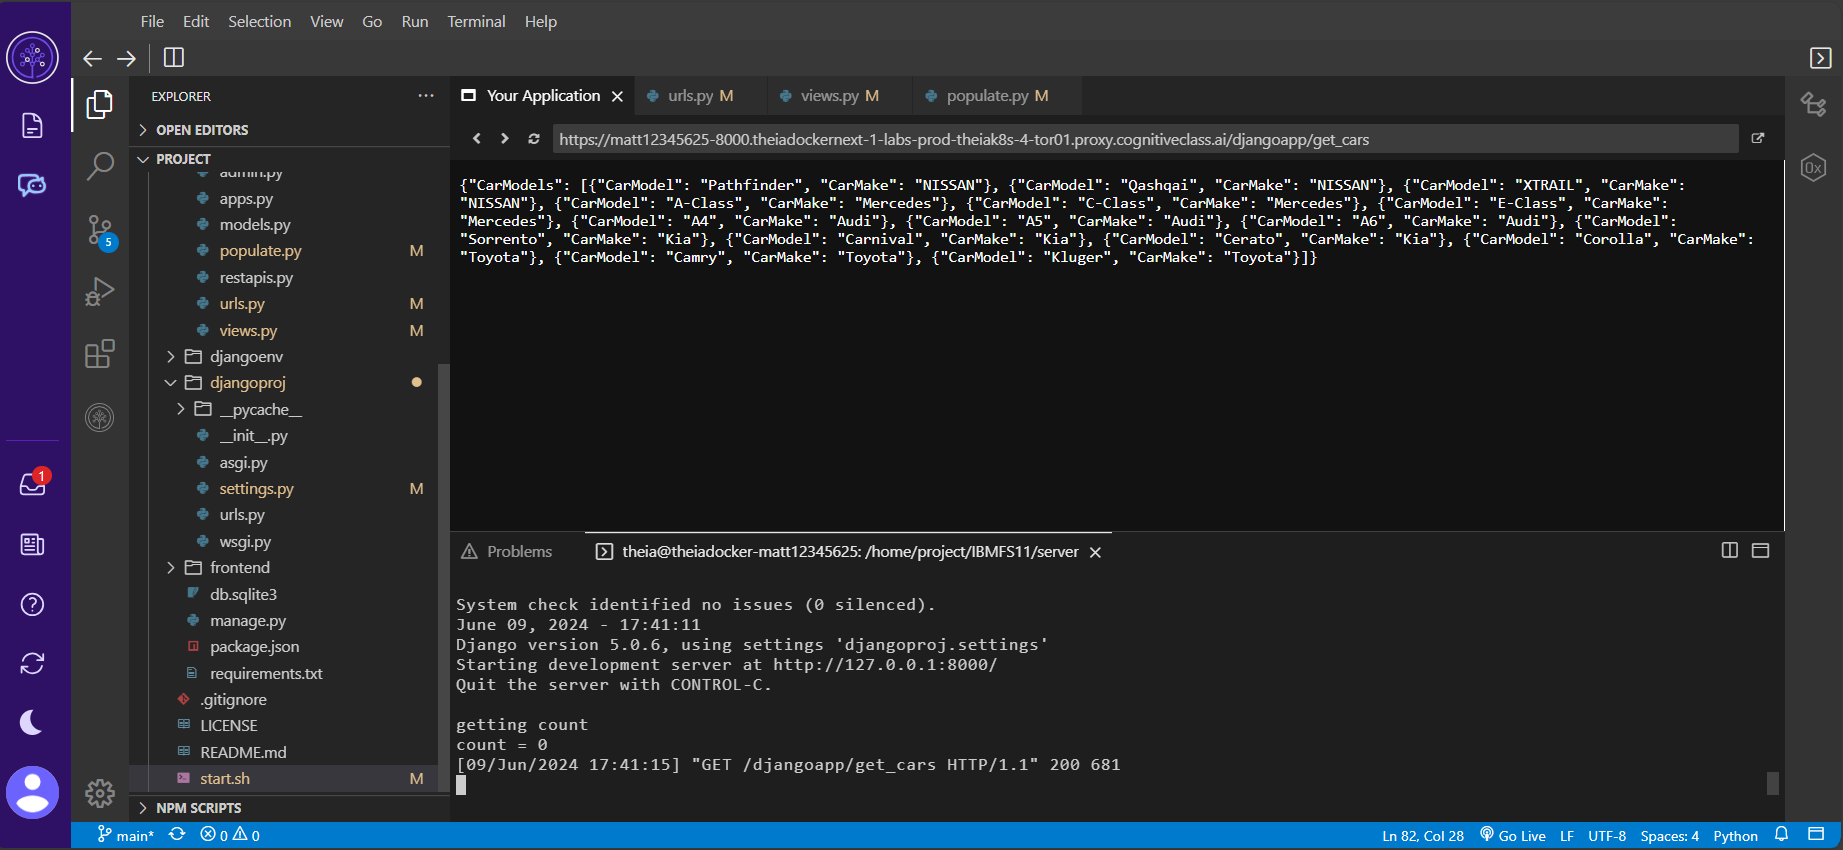 File Edit Selection View Go Run Terminal Help
EXPLORER ...
OPEN EDITORS
PROJECT
admin.py
apps.py
models.py
populate.py M
restapis.py
urls.py M
views.py M
djangoenv
djangoproj
__pycache__
__init__.py
asgi.py
settings.py M
urls.py
wsgi.py
frontend
db.sqlite3
manage.py
package.json
requirements.txt
.gitignore
LICENSE
README.md
start.sh M
NPM SCRIPTS
5
1
Your Application urls.py M views.py M populate.py M
https://matt12345625-8000.theiadockernext-1-labs-prod-theiak8s-4-tor01.proxy.cognitiveclass.ai/djangoapp/get_cars
0x
{"CarModels": [{"CarModel": "Pathfinder", "CarMake": "NISSAN"}, {"CarModel": "Qashqai", "CarMake": "NISSAN"}, {"CarModel": "XTRAIL", "CarMake":
"NISSAN"}, {"CarModel": "A-Class", "CarMake": "Mercedes"}, {"CarModel": "C-Class", "CarMake": "Mercedes"}, {"CarModel": "E-Class", "CarMake":
"Mercedes"}, {"CarModel": "A4", "CarMake": "Audi"}, {"CarModel": "A5", "CarMake": "Audi"}, {"CarModel": "A6", "CarMake": "Audi"}, {"CarModel":
"Sorrento", "CarMake": "Kia"}, {"CarModel": "Carnival", "CarMake": "Kia"}, {"CarModel": "Cerato", "CarMake": "Kia"}, {"CarModel": "Corolla", "CarMake":
"Toyota"}, {"CarModel": "Camry", "CarMake": "Toyota"}, {"CarModel": "Kluger", "CarMake": "Toyota"}]}
Problems theia@theiadocker-matt12345625: /home/project/IBMFS11/server
System check identified no issues (0 silenced).
June 09, 2024 - 17:41:11
Django version 5.0.6, using settings 'djangoproj.settings'
Starting development server at http://127.0.0.1:8000/
Quit the server with CONTROL-C.
getting count
count = 0
[09/Jun/2024 17:41:15] "GET /djangoapp/get_cars HTTP/1.1" 200 681
main* 0 0 Ln 82, Col 28 Go Live LF UTF-8 Spaces: 4 Python